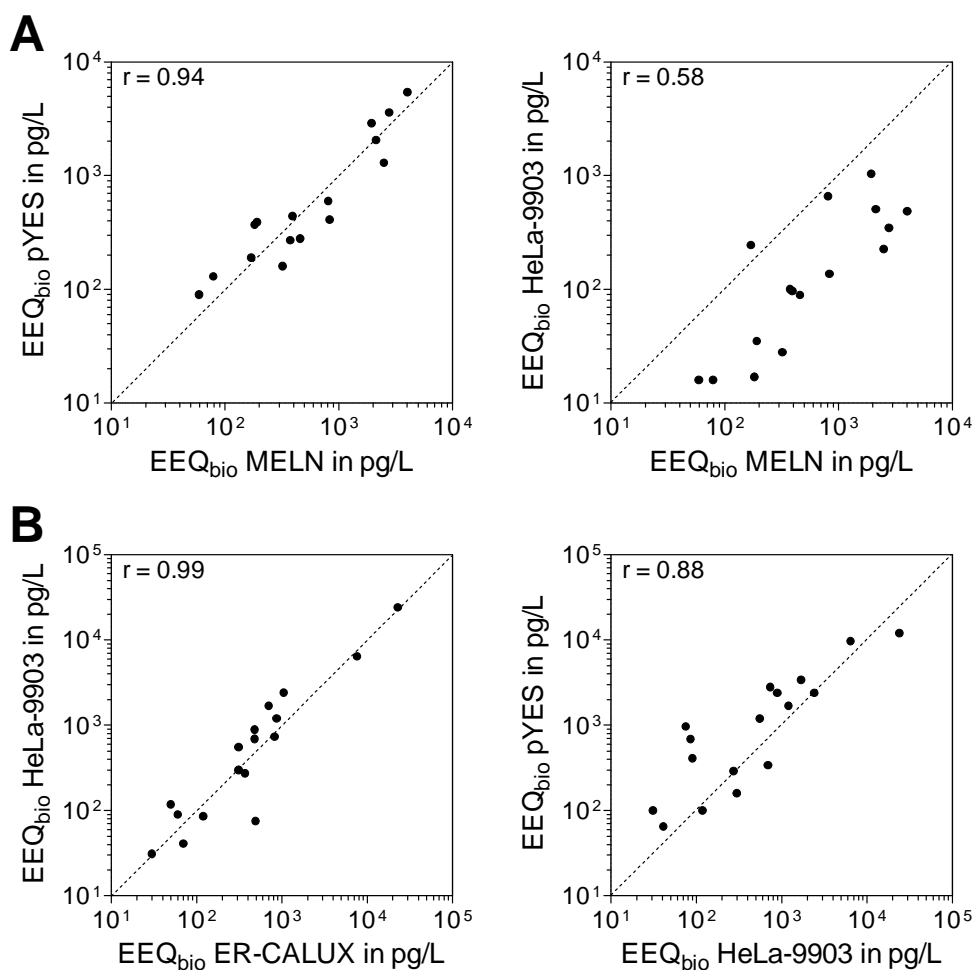 A
r = 0.94
10⁴
10³
10²
10¹
EEQbio pYES in pg/L
10¹ 10² 10³ 10⁴
EEQbio MELN in pg/L
r = 0.58
10⁴
10³
10²
10¹
EEQbio HeLa-9903 in pg/L
10¹ 10² 10³ 10⁴
EEQbio MELN in pg/L
B
r = 0.99
10⁵
10⁴
10³
10²
10¹
EEQbio HeLa-9903 in pg/L
10¹ 10² 10³ 10⁴ 10⁵
EEQbio ER-CALUX in pg/L
r = 0.88
10⁵
10⁴
10³
10²
10¹
EEQbio pYES in pg/L
10¹ 10² 10³ 10⁴ 10⁵
EEQbio HeLa-9903 in pg/L